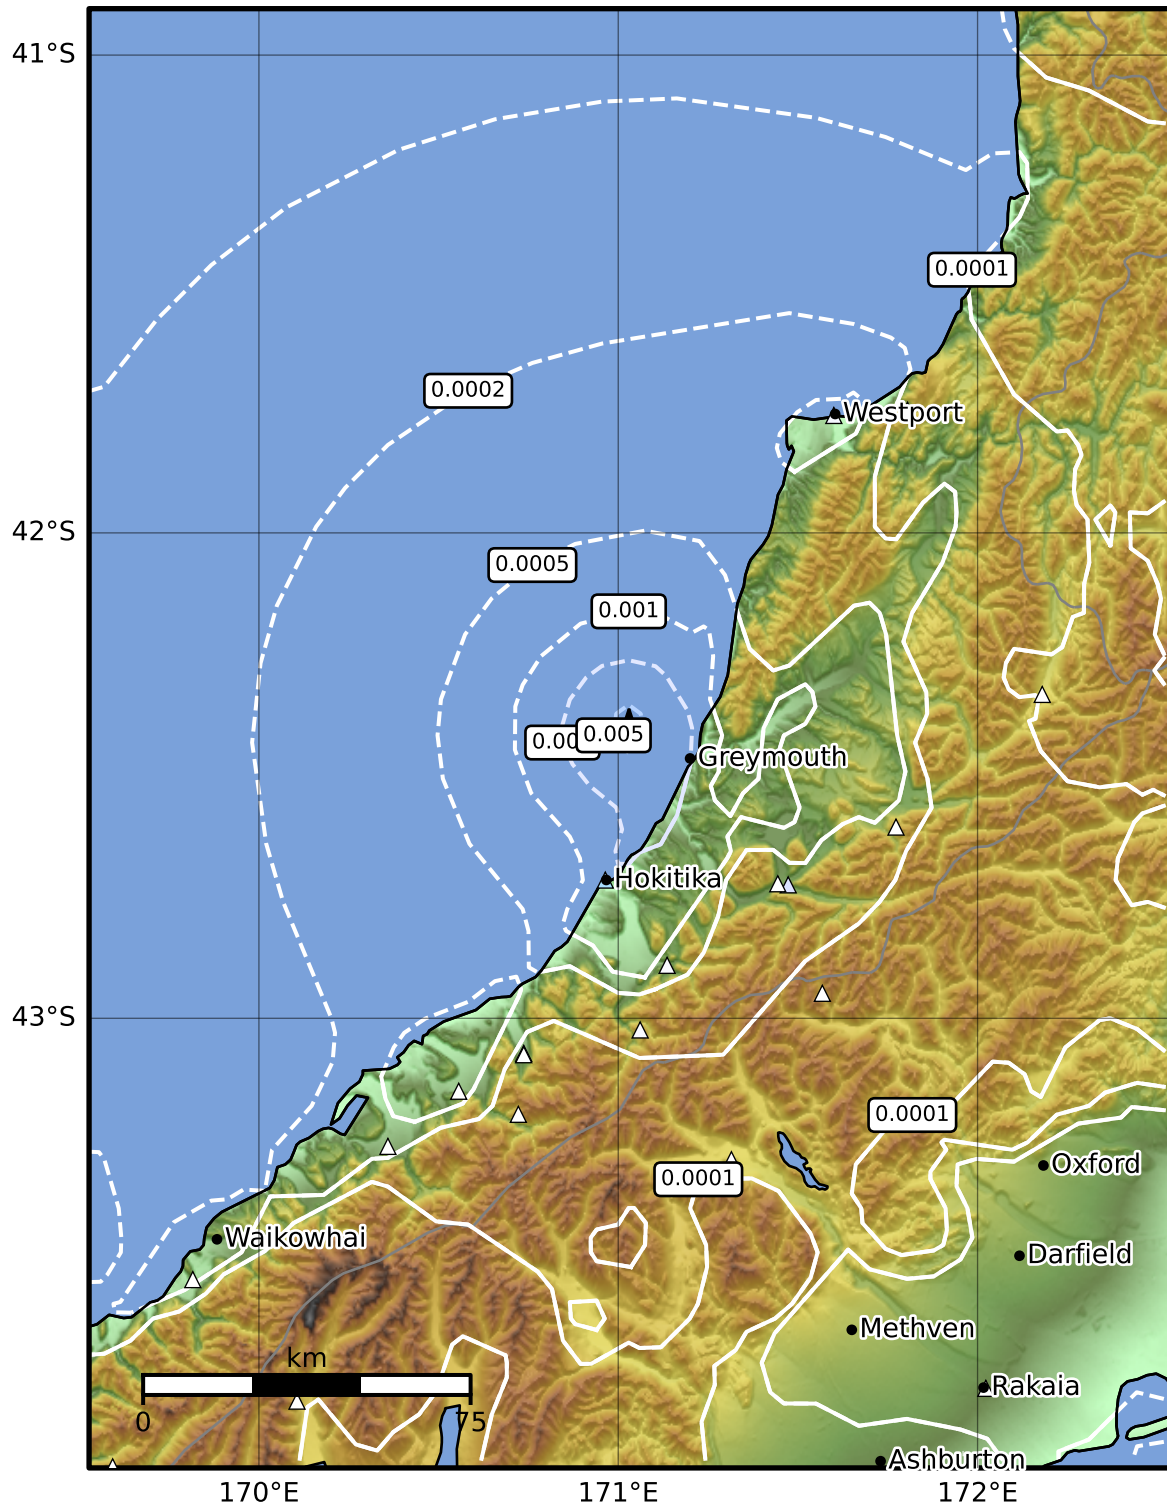 41°S
0.0001
0.0002
Westport
42°S
0.0005
0.001
0.005
Greymouth
Hokitika
43°S
0.0001
Oxford
0.0001
Waikowhai
Darfield
Methven
km
Rakaia
0
75
Ashburton
170°E
171°E
172°E